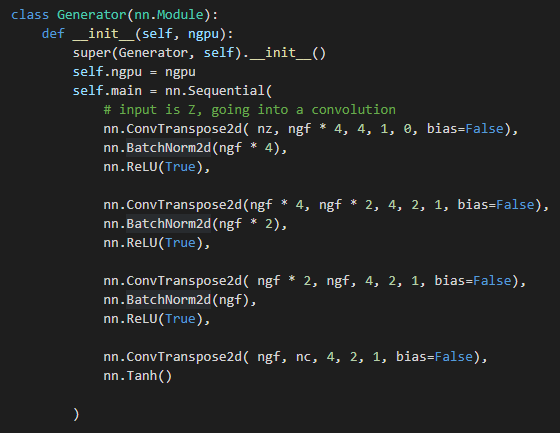 class Generator(nn.Module):
    def __init__(self, ngpu):
        super(Generator, self).__init__()
        self.ngpu = ngpu
        self.main = nn.Sequential(
            # input is Z, going into a convolution
            nn.ConvTranspose2d( nz, ngf * 4, 4, 1, 0, bias=False),
            nn.BatchNorm2d(ngf * 4),
            nn.ReLU(True),

            nn.ConvTranspose2d(ngf * 4, ngf * 2, 4, 2, 1, bias=False),
            nn.BatchNorm2d(ngf * 2),
            nn.ReLU(True),

            nn.ConvTranspose2d( ngf * 2, ngf, 4, 2, 1, bias=False),
            nn.BatchNorm2d(ngf),
            nn.ReLU(True),

            nn.ConvTranspose2d( ngf, nc, 4, 2, 1, bias=False),
            nn.Tanh()

        )